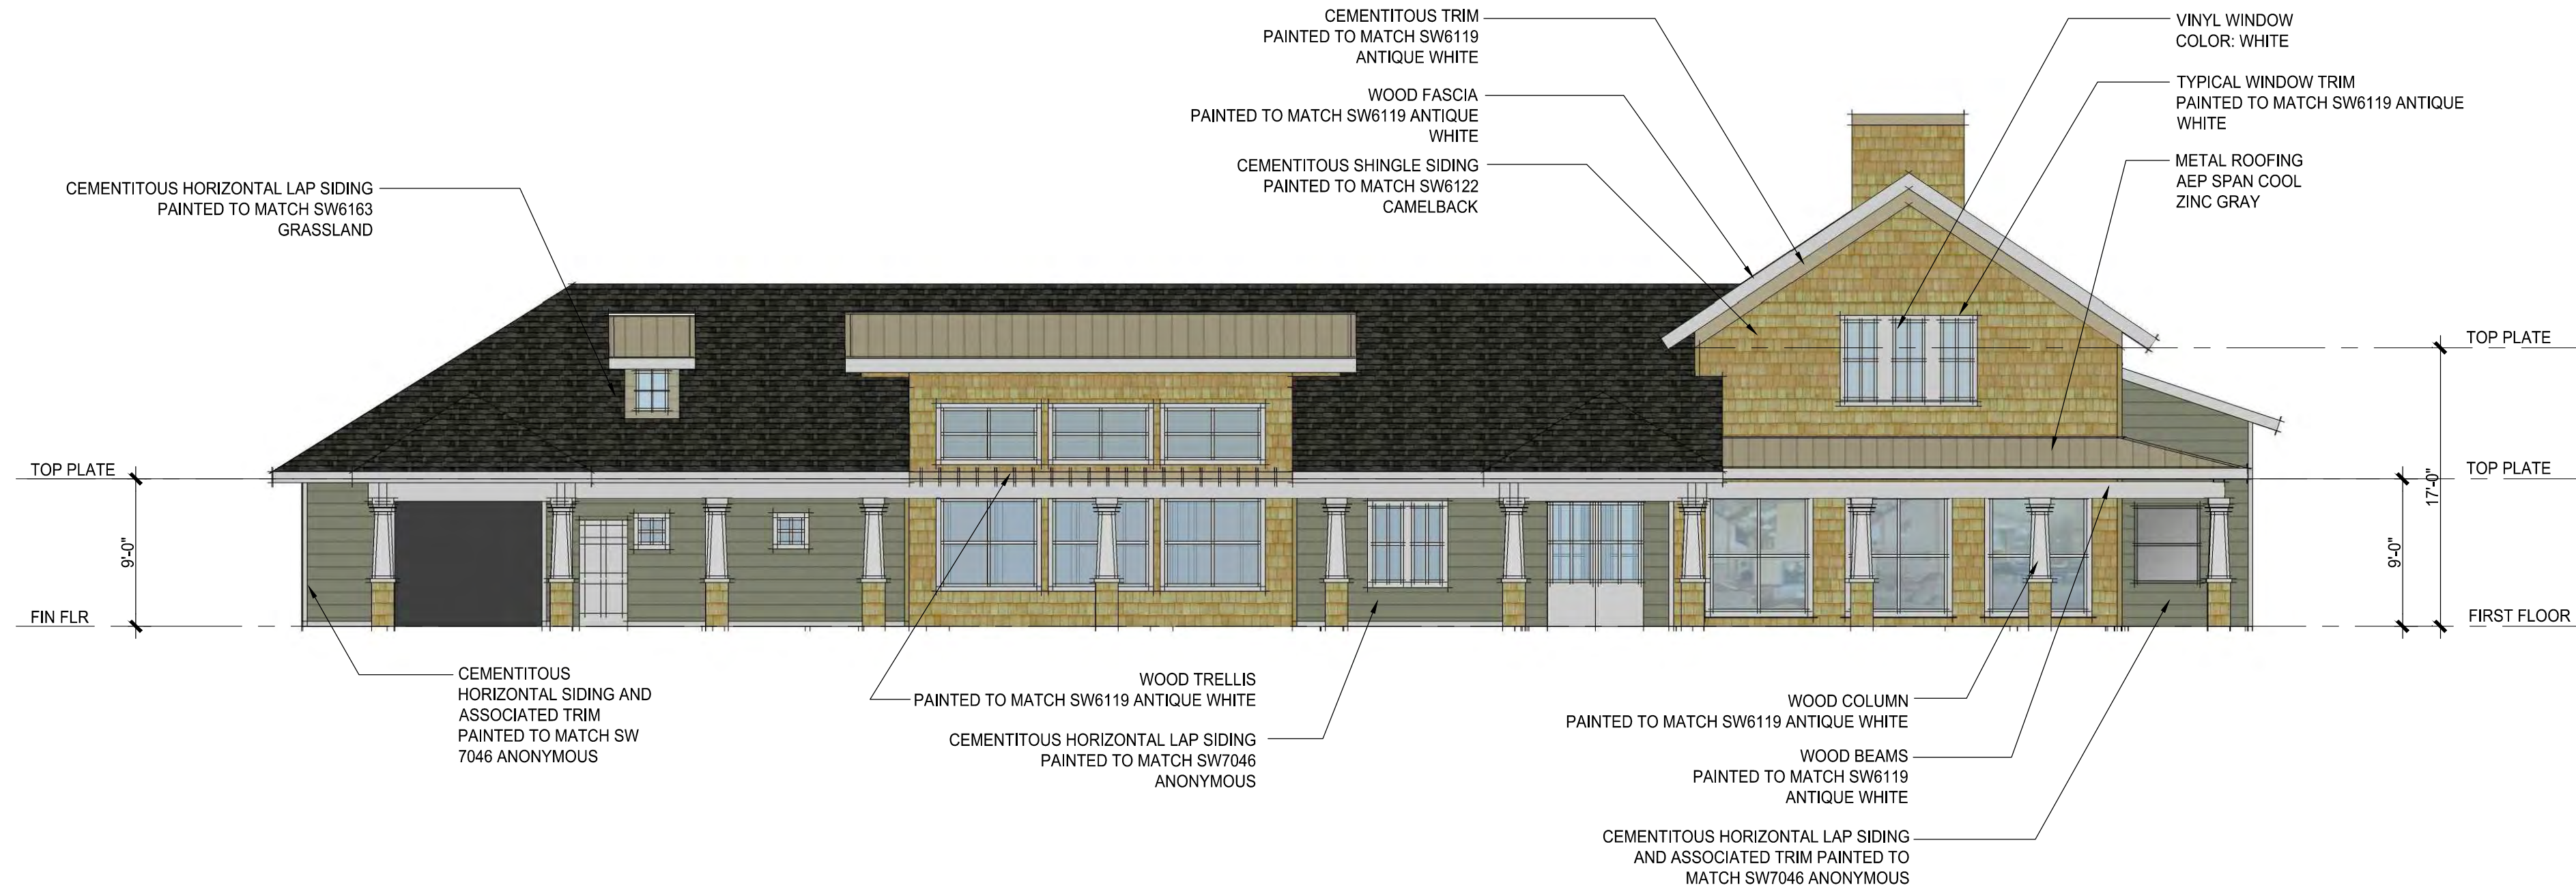 CEMENTITOUS TRIM
PAINTED TO MATCH SW6119
ANTIQUE WHITE
WOOD FASCIA
PAINTED TO MATCH SW6119 ANTIQUE
WHITE
CEMENTITOUS SHINGLE SIDING
PAINTED TO MATCH SW6122
CAMELBACK
VINYL WINDOW
COLOR: WHITE
TYPICAL WINDOW TRIM
PAINTED TO MATCH SW6119 ANTIQUE
WHITE
METAL ROOFING
AEP SPAN COOL
ZINC GRAY
CEMENTITOUS HORIZONTAL LAP SIDING
PAINTED TO MATCH SW6163
GRASSLAND
TOP PLATE
9'-0"
FIN FLR
TOP PLATE
TOP PLATE
17'-0"
9'-0"
FIRST FLOOR
CEMENTITOUS
HORIZONTAL SIDING AND
ASSOCIATED TRIM
PAINTED TO MATCH SW
7046 ANONYMOUS
WOOD TRELLIS
PAINTED TO MATCH SW6119 ANTIQUE WHITE
CEMENTITOUS HORIZONTAL LAP SIDING
PAINTED TO MATCH SW7046
ANONYMOUS
WOOD COLUMN
PAINTED TO MATCH SW6119 ANTIQUE WHITE
WOOD BEAMS
PAINTED TO MATCH SW6119
ANTIQUE WHITE
CEMENTITOUS HORIZONTAL LAP SIDING
AND ASSOCIATED TRIM PAINTED TO
MATCH SW7046 ANONYMOUS